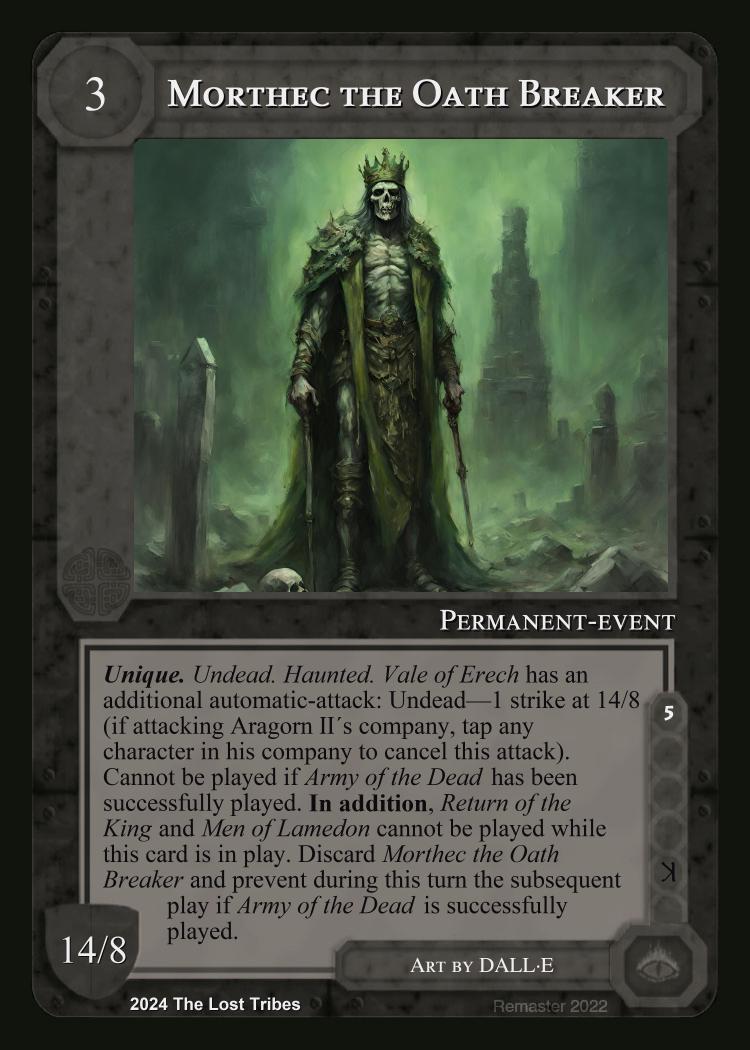 3
Morthec the Oath Breaker
Permanent-event
Unique. Undead. Haunted. Vale of Erech has an
additional automatic-attack: Undead—1 strike at 14/8
(if attacking Aragorn II´s company, tap any
character in his company to cancel this attack).
Cannot be played if Army of the Dead has been
successfully played. In addition, Return of the
King and Men of Lamedon cannot be played while
this card is in play. Discard Morthec the Oath
Breaker and prevent during this turn the subsequent
play if Army of the Dead is successfully
played.
5
14/8
Art by DALL·E
2024 The Lost Tribes
Remaster 2022